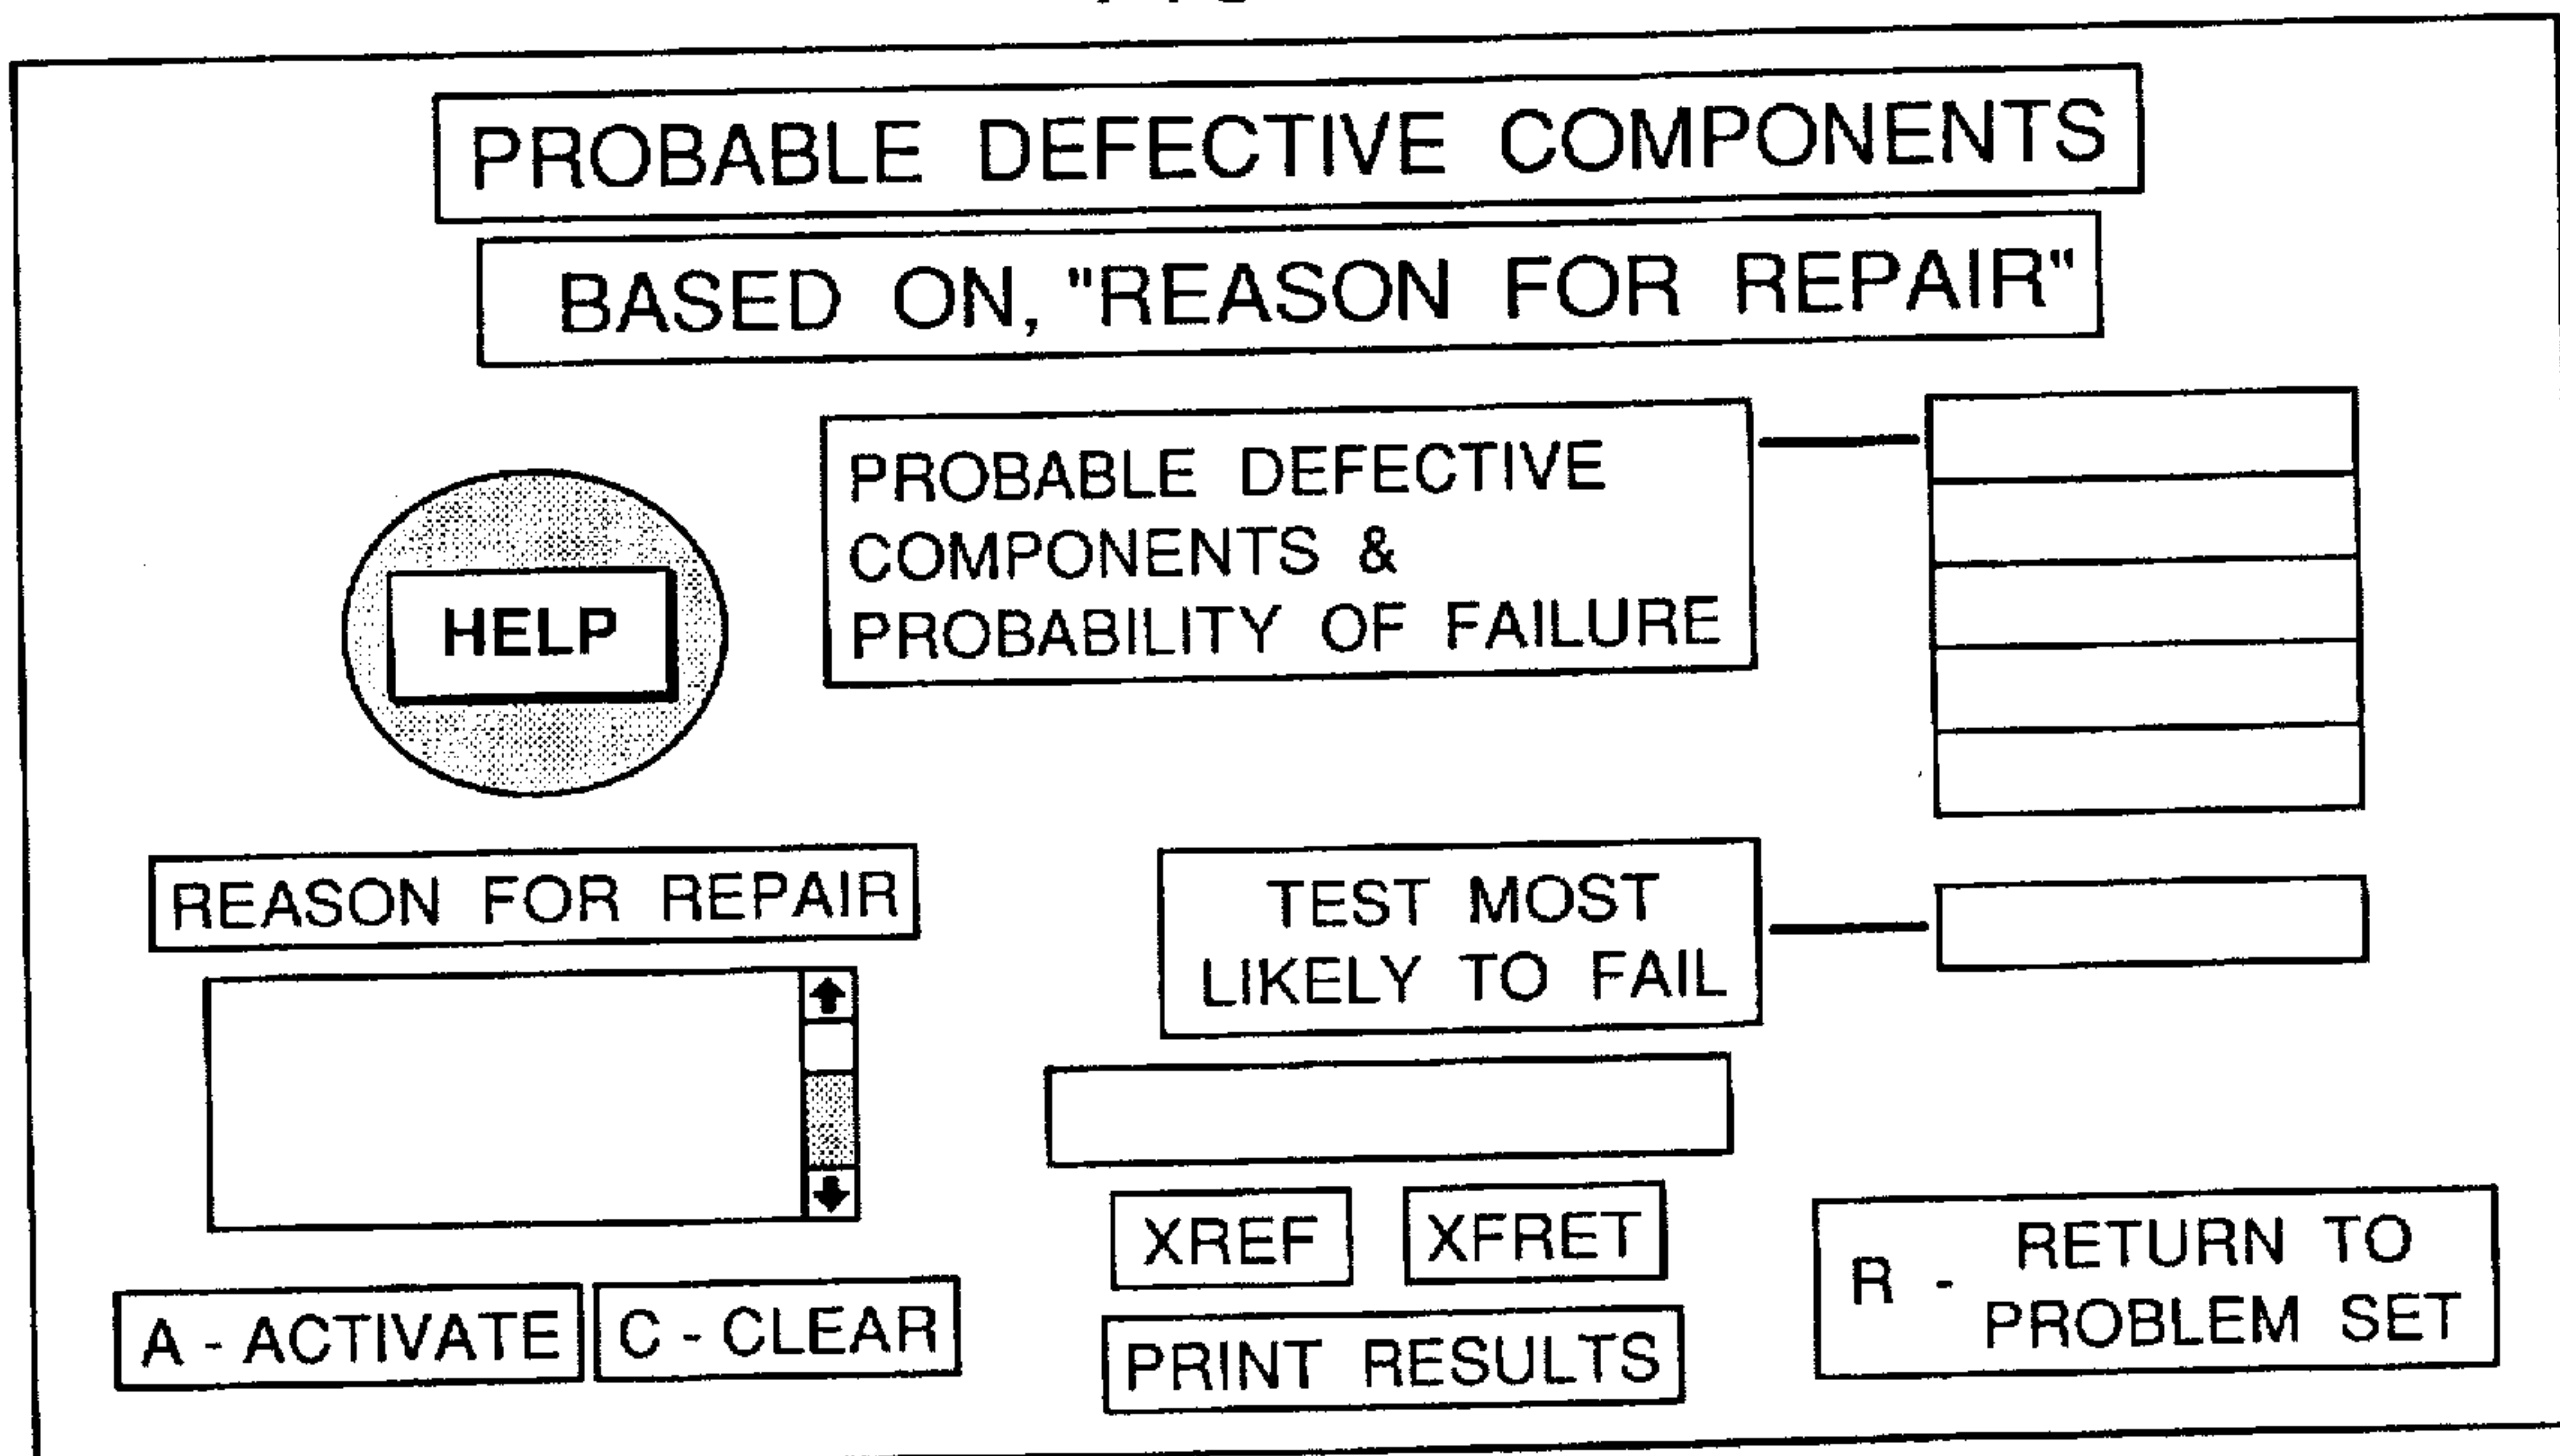 PROBABLE DEFECTIVE COMPONENTS
BASED ON, "REASON FOR REPAIR"
HELP
PROBABLE DEFECTIVE
COMPONENTS &
PROBABILITY OF FAILURE
REASON FOR REPAIR
TEST MOST
LIKELY TO FAIL
A - ACTIVATE
C - CLEAR
XREF
XFRET
PRINT RESULTS
R - RETURN TO
PROBLEM SET